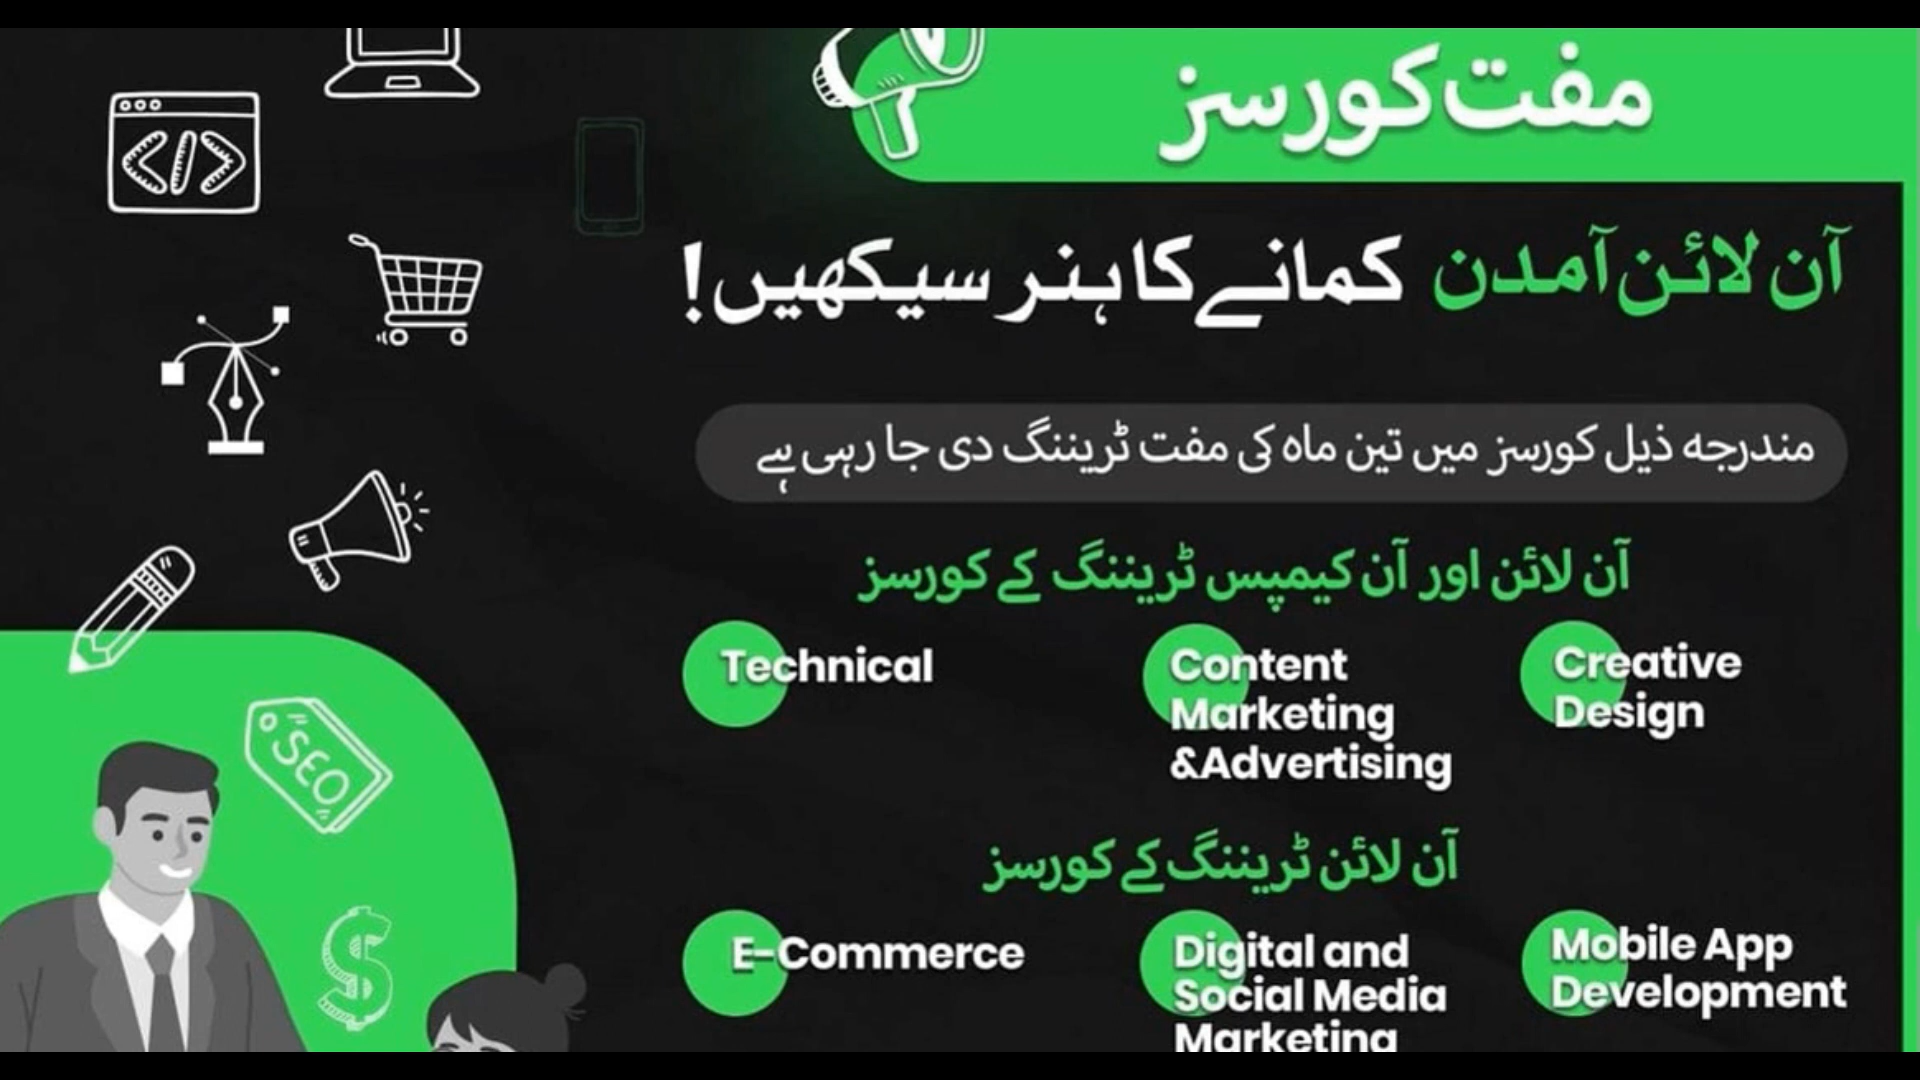 مفت کورسز
آن لائن آمدن کمانے کا ہنر سیکھیں!
مندرجہ ذیل کورسز میں تین ماہ کی مفت ٹریننگ دی جا رہی ہے
آن لائن اور آن کیمپس ٹریننگ کے کورسز
Creative
Design
Content
Marketing
&Advertising
Technical
آن لائن ٹریننگ کے کورسز
Mobile App
Development
Digital and
Social Media
Marketing
E-Commerce
SEO